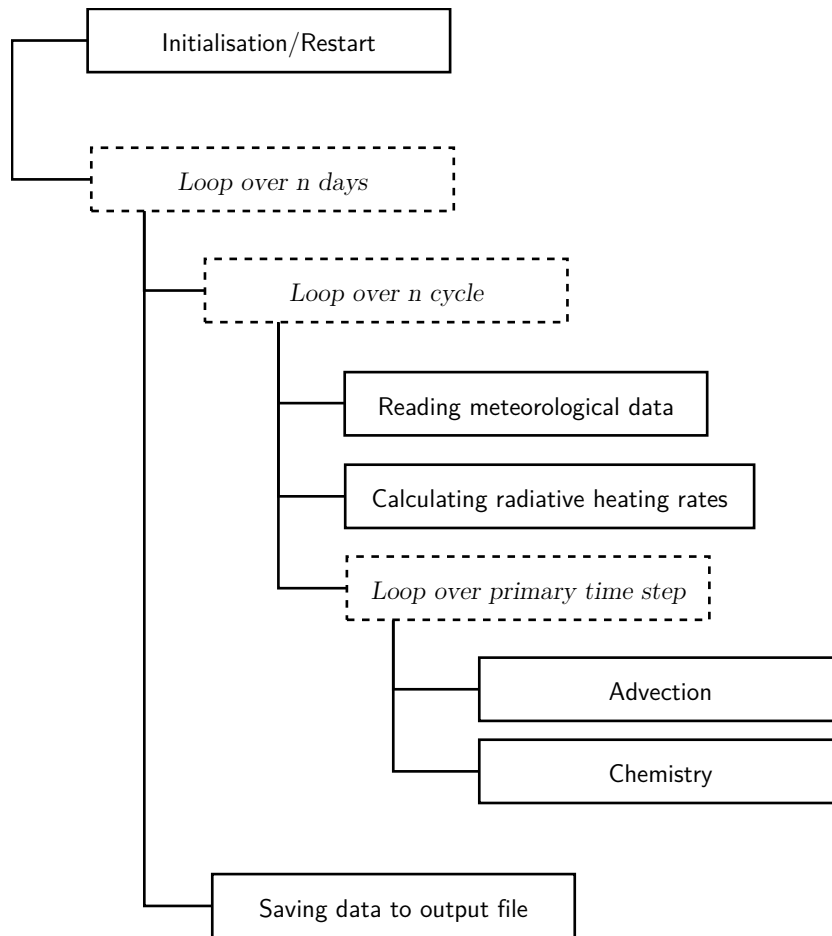 Initialisation/Restart
Loop over n days
Loop over n cycle
Reading meteorological data
Calculating radiative heating rates
Loop over primary time step
Advection
Chemistry
Saving data to output file